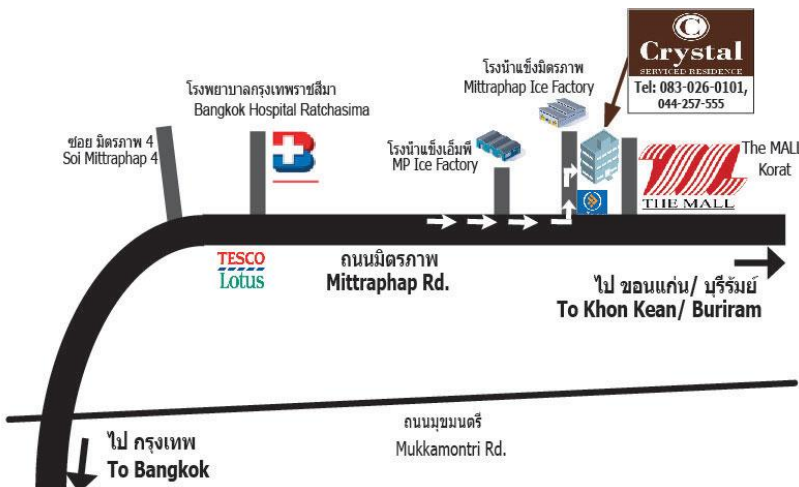 C
Crystal
SERVICED RESIDENCE
Tel: 083-026-0101,
044-257-555
โรงน้ำแข็งมิตรภาพ
Mittraphap Ice Factory
โรงพยาบาลกรุงเทพราชสีมา
Bangkok Hospital Ratchasima
ซอย มิตรภาพ 4
Soi Mittraphap 4
โรงน้ำแข็งเอ็มพี
MP Ice Factory
The MALL
Korat
THE MALL
TESCO
Lotus
ถนนมิตรภาพ
Mittraphap Rd.
ไป ขอนแก่น/ บุรีรัมย์
To Khon Kean/ Buriram
ถนนมุขมนตรี
Mukkamontri Rd.
ไป กรุงเทพ
To Bangkok